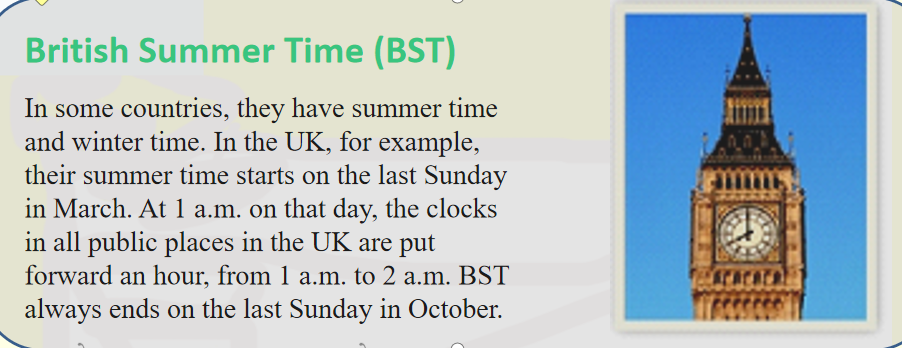 British Summer Time (BST)
In some countries, they have summer time
and winter time. In the UK, for example,
their summer time starts on the last Sunday
in March. At 1 a.m. on that day, the clocks
in all public places in the UK are put
forward an hour, from 1 a.m. to 2 a.m. BST
always ends on the last Sunday in October.